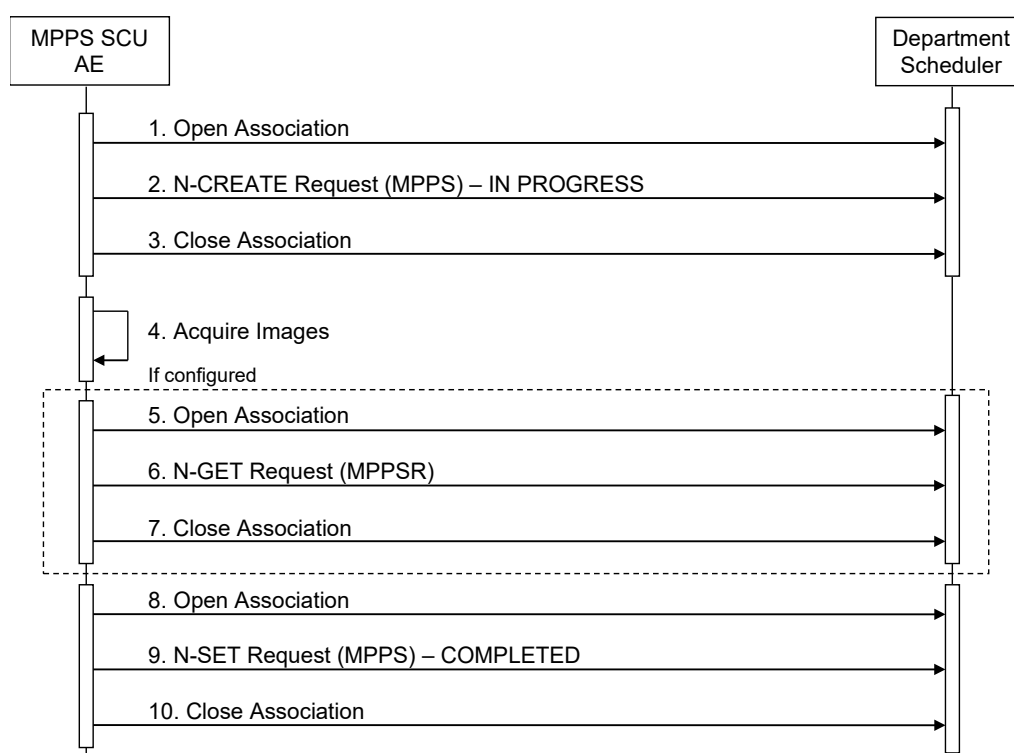 MPPS SCU
AE
Department
Scheduler
1. Open Association
2. N-CREATE Request (MPPS) – IN PROGRESS
3. Close Association
4. Acquire Images
If configured
5. Open Association
6. N-GET Request (MPPSR)
7. Close Association
8. Open Association
9. N-SET Request (MPPS) – COMPLETED
10. Close Association